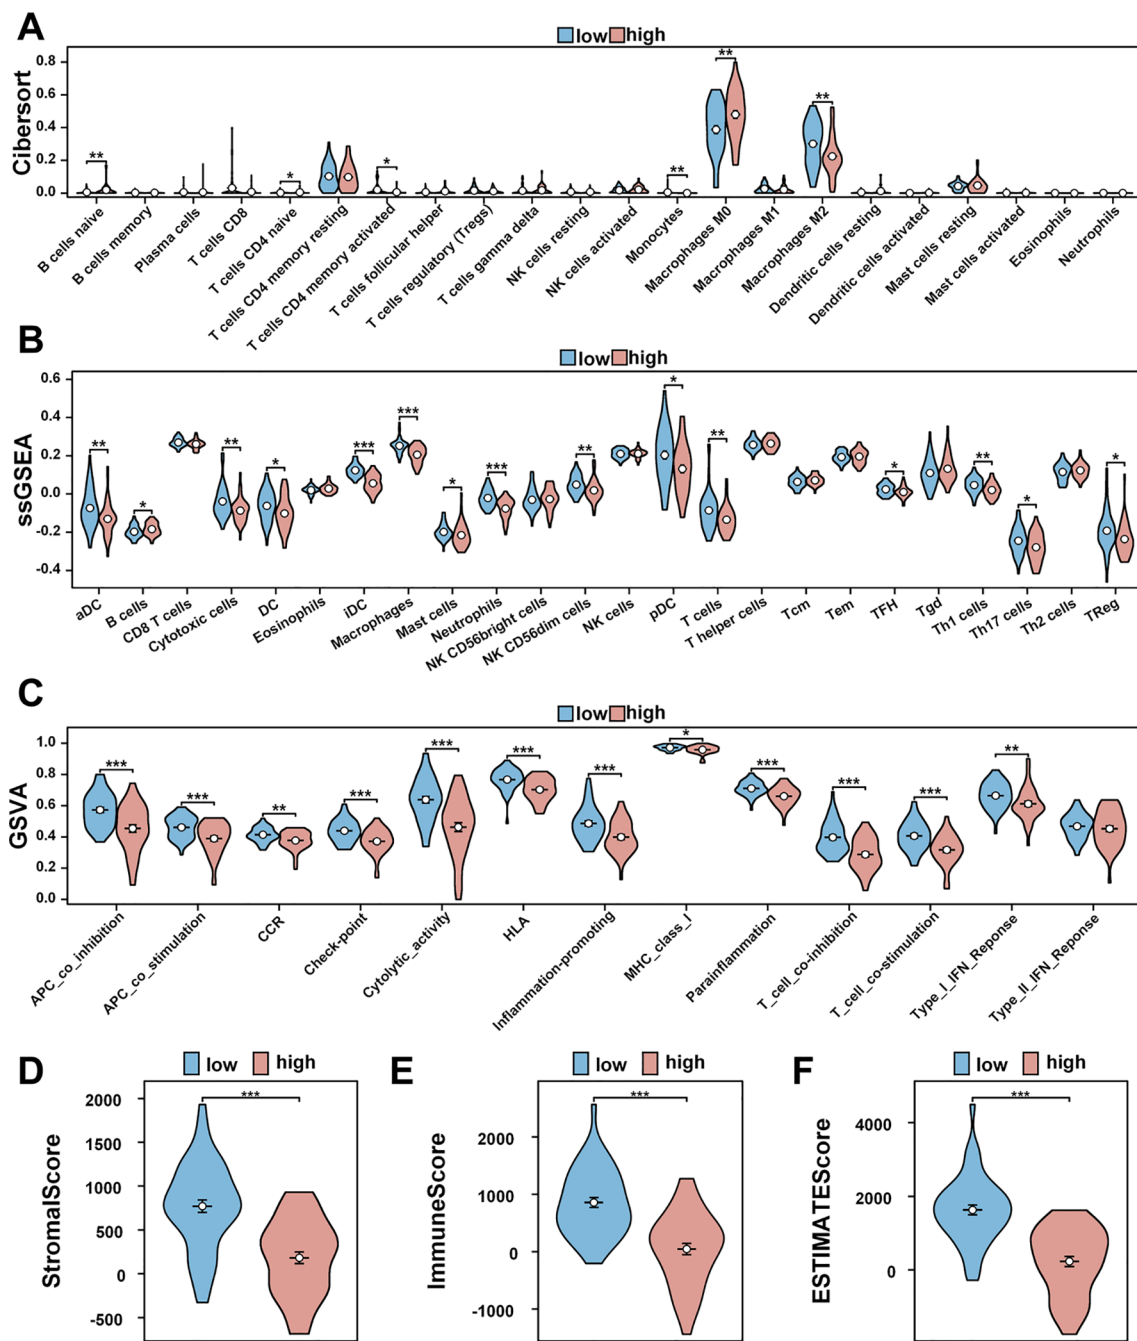 A
low high
Cibersort
0.8
0.6
0.4
0.2
0.0
** * * ** ** **
B cells naive
B cells memory
Plasma cells
T cells CD8
T cells CD4 naive
T cells CD4 memory resting
T cells CD4 memory activated
T cells follicular helper
T cells regulatory (Tregs)
T cells gamma delta
NK cells resting
NK cells activated
Monocytes
Macrophages M0
Macrophages M1
Macrophages M2
Dendritic cells resting
Dendritic cells activated
Mast cells resting
Mast cells activated
Eosinophils
Neutrophils
B
low high
ssGSEA
0.6
0.4
0.2
0.0
-0.2
-0.4
** * ** * *** *** * *** ** * ** * ** * *
aDC
B cells
CD8 T cells
Cytotoxic cells
DC
Eosinophils
iDC
Macrophages
Mast cells
Neutrophils
NK CD56bright cells
NK CD56dim cells
NK cells
pDC
T cells
T helper cells
Tcm
Tem
TFH
Tgd
Th1 cells
Th17 cells
Th2 cells
TReg
C
low high
GSVA
1.0
0.8
0.6
0.4
0.2
0.0
*** *** ** *** *** *** *** * *** *** *** **
APC_co_inhibition
APC_co_stimulation
CCR
Check-point
Cytolytic_activity
HLA
Inflammation-promoting
MHC_class_I
Parainflammation
T_cell_co-inhibition
T_cell_co-stimulation
Type_I_IFN_Reponse
Type_II_IFN_Reponse
D
low high
StromalScore
2000
1500
1000
500
0
-500
***
E
low high
ImmuneScore
2000
1000
0
-1000
***
F
low high
ESTIMATEScore
4000
2000
0
***